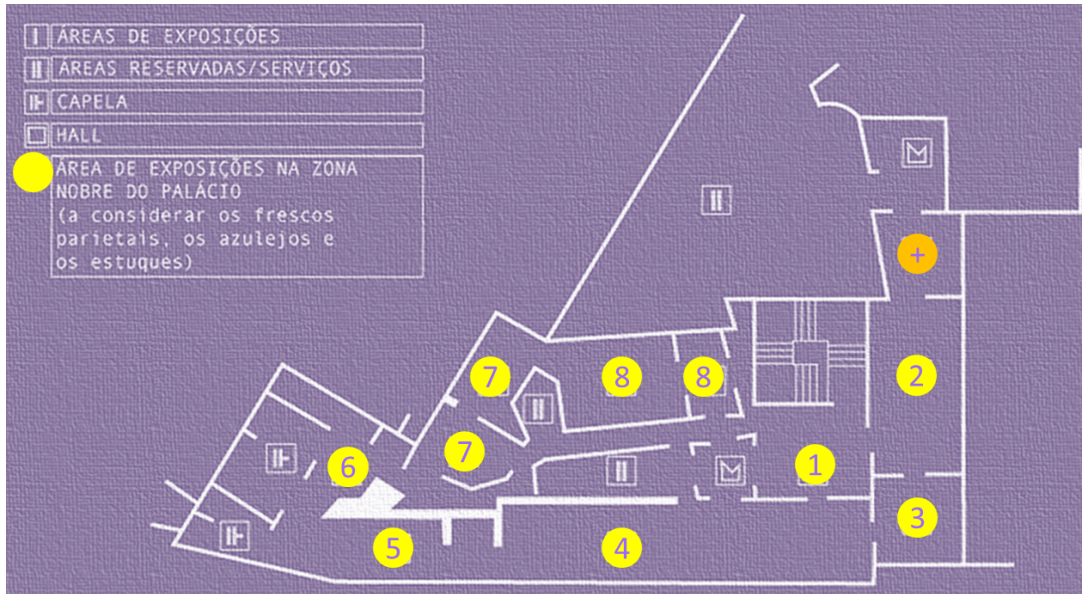 ÁREAS DE EXPOSIÇÕES
ÁREAS RESERVADAS/SERVIÇOS
CAPELA
HALL
ÁREA DE EXPOSIÇÕES NA ZONA
NOBRE DO PALÁCIO
(a considerar os frescos
parietais, os azulejos e
os estuques)
+
2
7
8
8
7
6
1
3
5
4